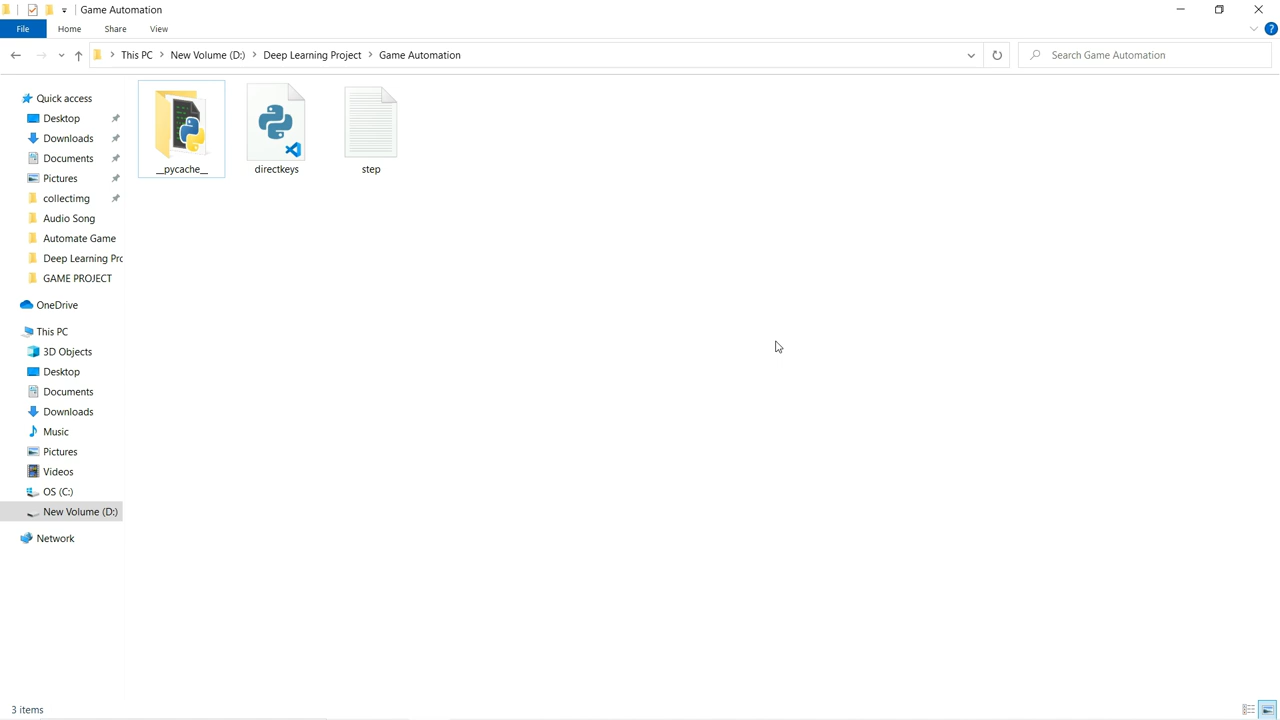 Game Automation
File Home Share View
This PC New Volume (D:) Deep Learning Project Game Automation Search Game Automation
Quick access
Desktop
Downloads
Documents
Pictures
collectimg
Audio Song
Automate Game
Deep Learning Prc
GAME PROJECT
OneDrive
This PC
3D Objects
Desktop
Documents
Downloads
Music
Pictures
Videos
OS (C:)
New Volume (D:)
Network
__pycache__ directkeys step
3 items